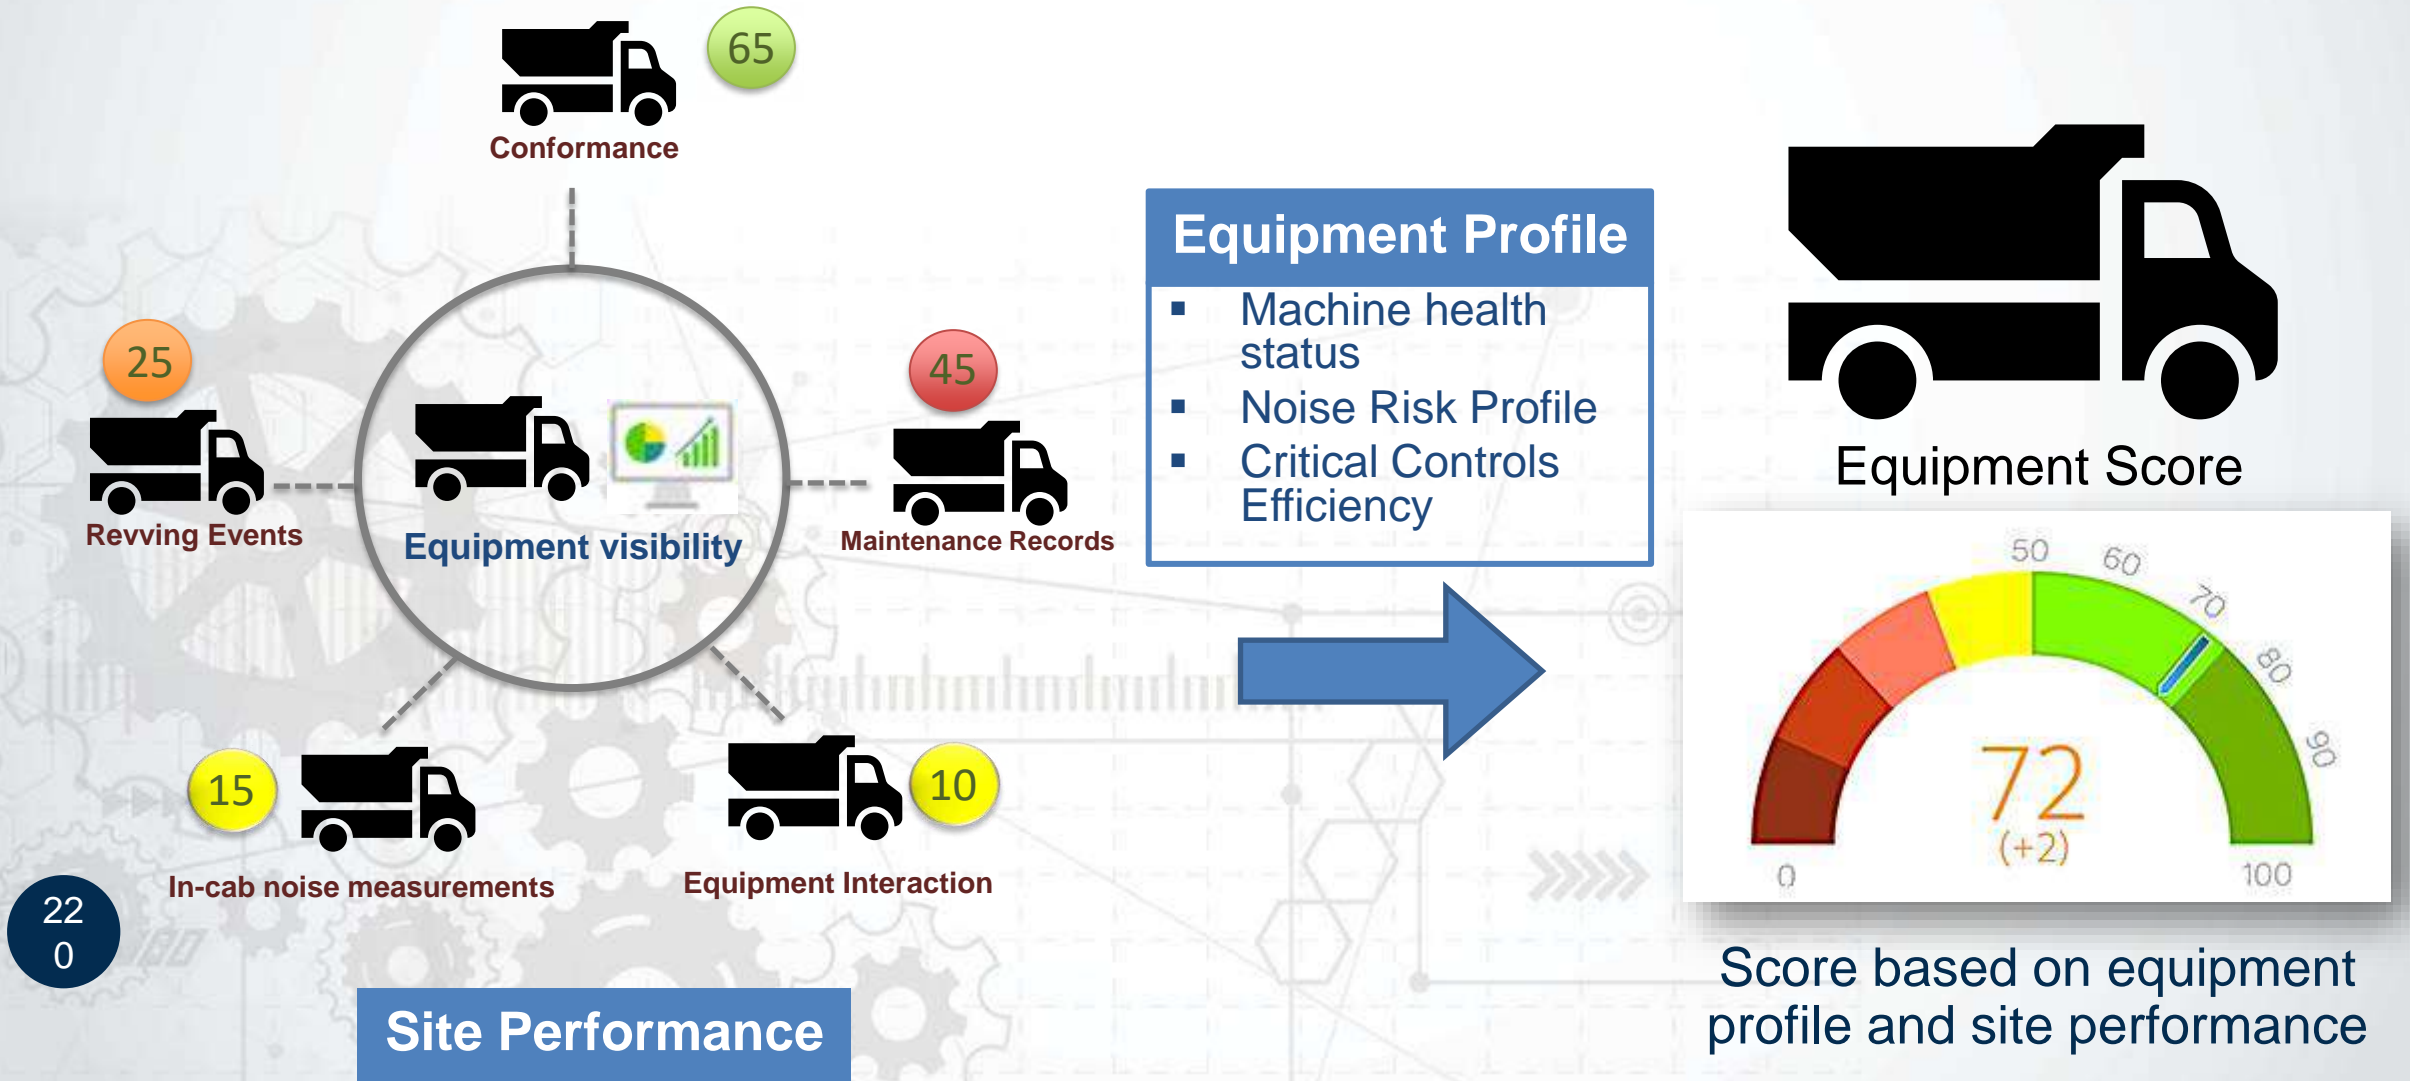 65
Conformance
25
Revving Events
45
Maintenance Records
Equipment visibility
15
In-cab noise measurements
10
Equipment Interaction
22
0
Site Performance
Equipment Profile
▪ Machine health
status
▪ Noise Risk Profile
▪ Critical Controls
Efficiency
Equipment Score
50
60
70
80
90
72
(+2)
0
100
Score based on equipment
profile and site performance